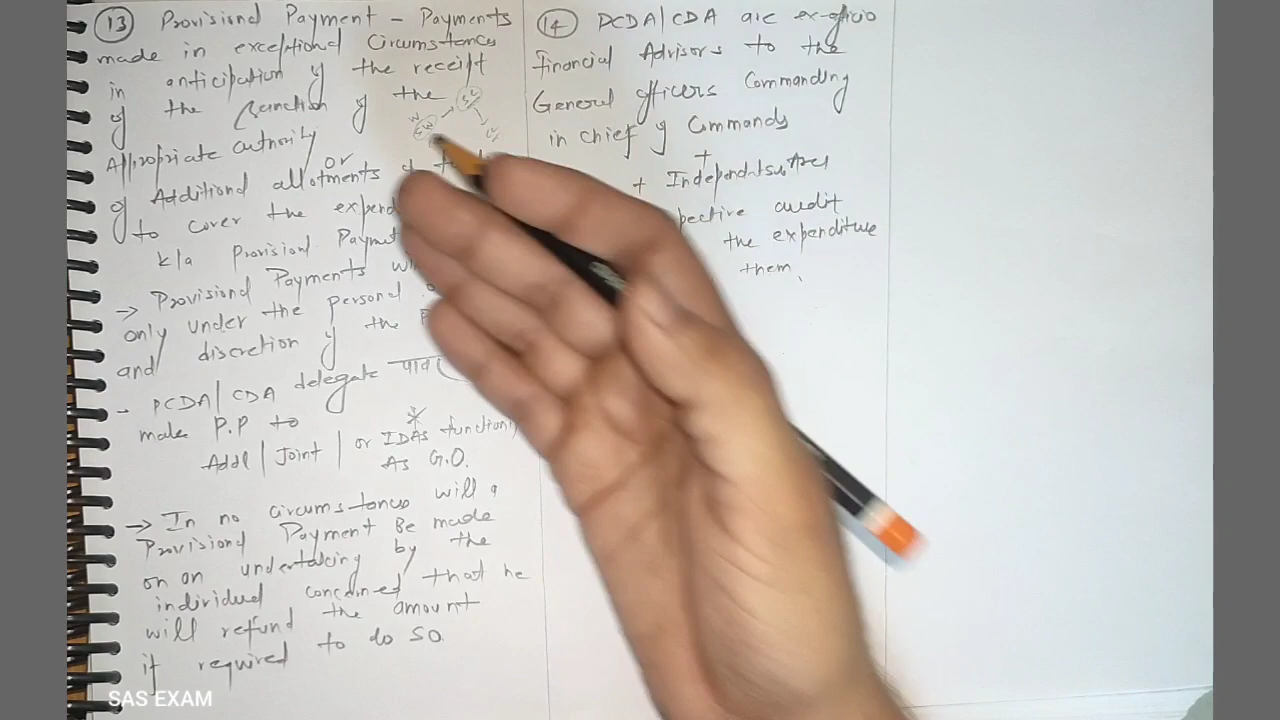 13 Provisional Payment - Payments
made in exceptional Circumstances
in anticipation of the receipt
of the Sanction of the
Appropriate authority
or
of Additional allotments
to cover the
k/a Provisional
→ Provisional Payments
only under the personal
and discretion of the
- PCDA/CDA delegate पावर
make P.P to
Addl | Joint | or IDAS
As G.O.
→ In no circumstances will a
Provisional Payment Be made
on an undertaking by the
individual concerned that he
will refund the amount
if required to do so.
14 PCDA/CDA are ex-officio
financial Advisors to the
General officers Commanding
in chief of Commands
+
+
audit
the expenditure
them.
SAS EXAM